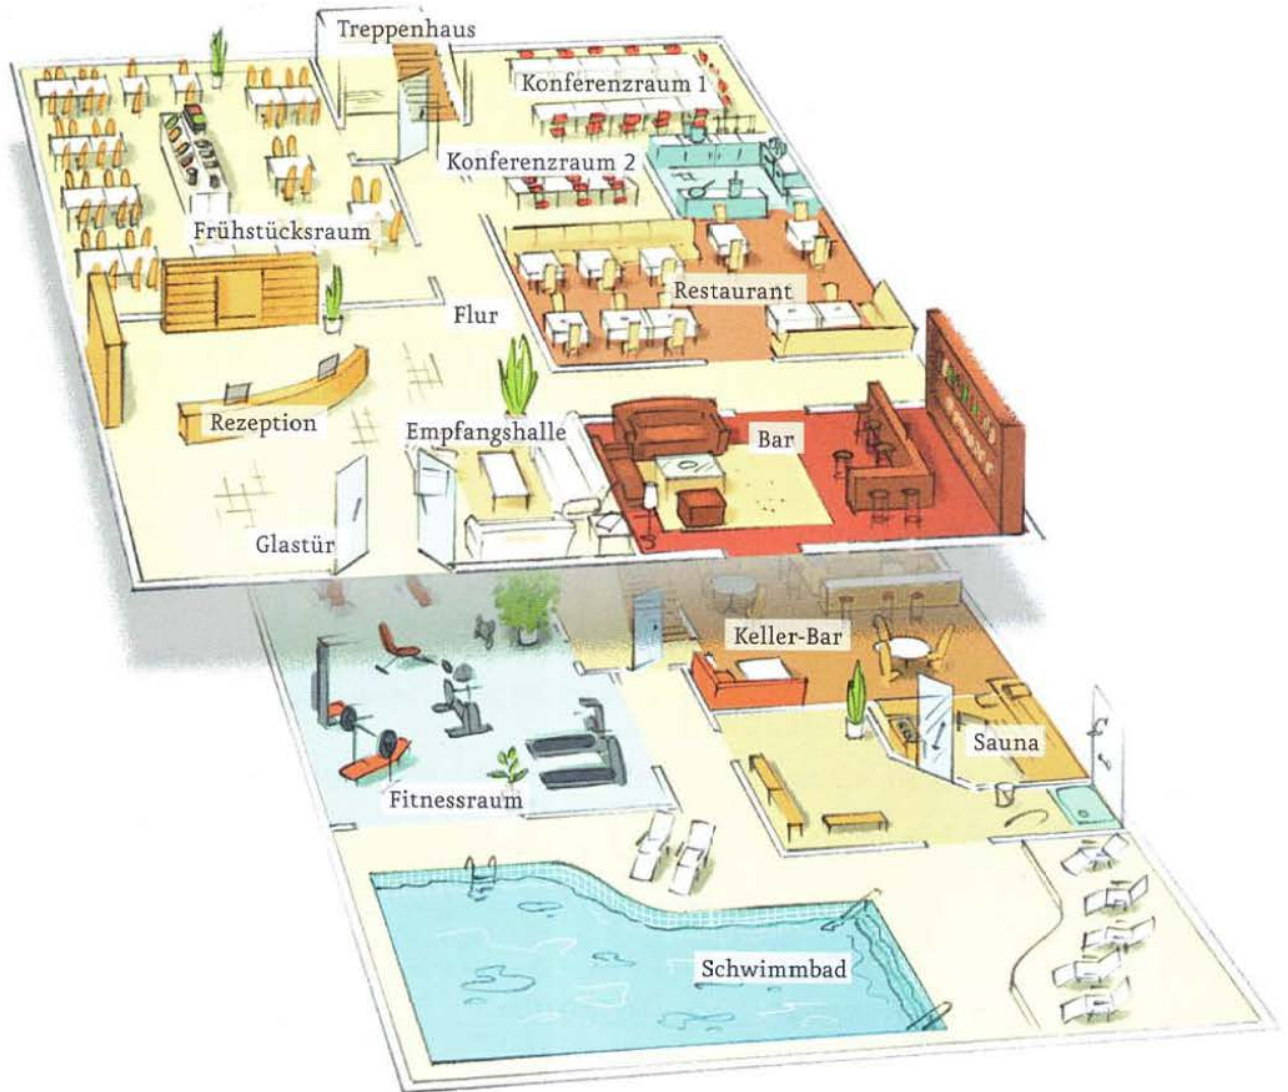 Treppenhaus
Konferenzraum 1
Konferenzraum 2
Frühstücksraum
Restaurant
Flur
Rezeption
Empfangshalle
Bar
Glastür
Keller-Bar
Sauna
Fitnessraum
Schwimmbad